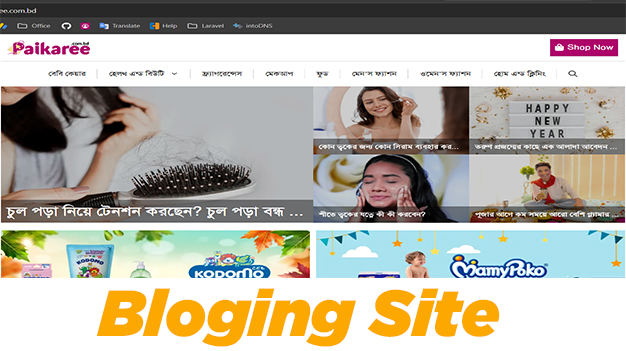 ee.com.bd
Office
Translate
Help
Laravel
intoDNS
Paikaree
.com.bd
Shop Now
বেবি কেয়ার
হেলথ এন্ড বিউটি
ফ্র্যাগরেন্সেস
মেকআপ
ফুড
মেন'স ফ্যাশন
ওমেন'স ফ্যাশন
হোম এন্ড ক্লিনিং
চুল পড়া নিয়ে টেনশন করছেন? চুল পড়া বন্ধ ...
কোন ত্বকের জন্য কোন সিরাম ব্যবহার কর...
HAPPY
NEW
YEAR
তরুণ প্রজন্মের কাছে এক আলাদা আবেদন ...
শীতে ত্বকের যত্নে কী কী করবেন?
পূজার আগে কম সময়ে আরো বেশি গ্ল্যামার ...
KODOMO
MamyPoko
Bloging Site